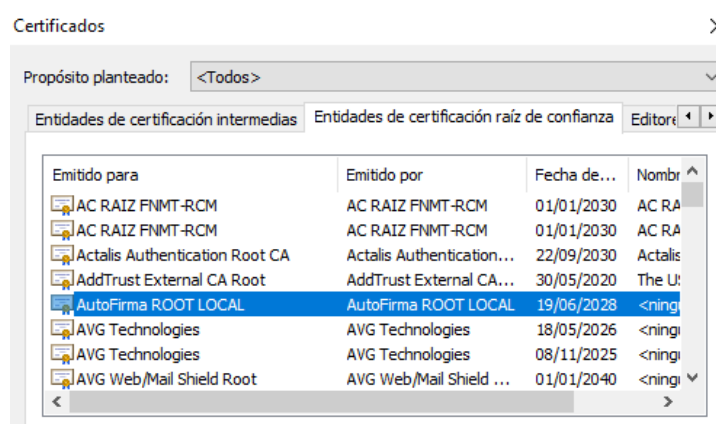 Certificados
Propósito planteado: <Todos>
Entidades de certificación intermedias Entidades de certificación raíz de confianza Editore
Emitido para Emitido por Fecha de... Nombr
AC RAIZ FNMT-RCM AC RAIZ FNMT-RCM 01/01/2030 AC RA
AC RAIZ FNMT-RCM AC RAIZ FNMT-RCM 01/01/2030 AC RA
Actalis Authentication Root CA Actalis Authentication... 22/09/2030 Actalis
AddTrust External CA Root AddTrust External CA... 30/05/2020 The U
AutoFirma ROOT LOCAL AutoFirma ROOT LOCAL 19/06/2028 <ningu
AVG Technologies AVG Technologies 18/05/2026 <ningu
AVG Technologies AVG Technologies 08/11/2025 <ningu
AVG Web/Mail Shield Root AVG Web/Mail Shield ... 01/01/2040 <ningu